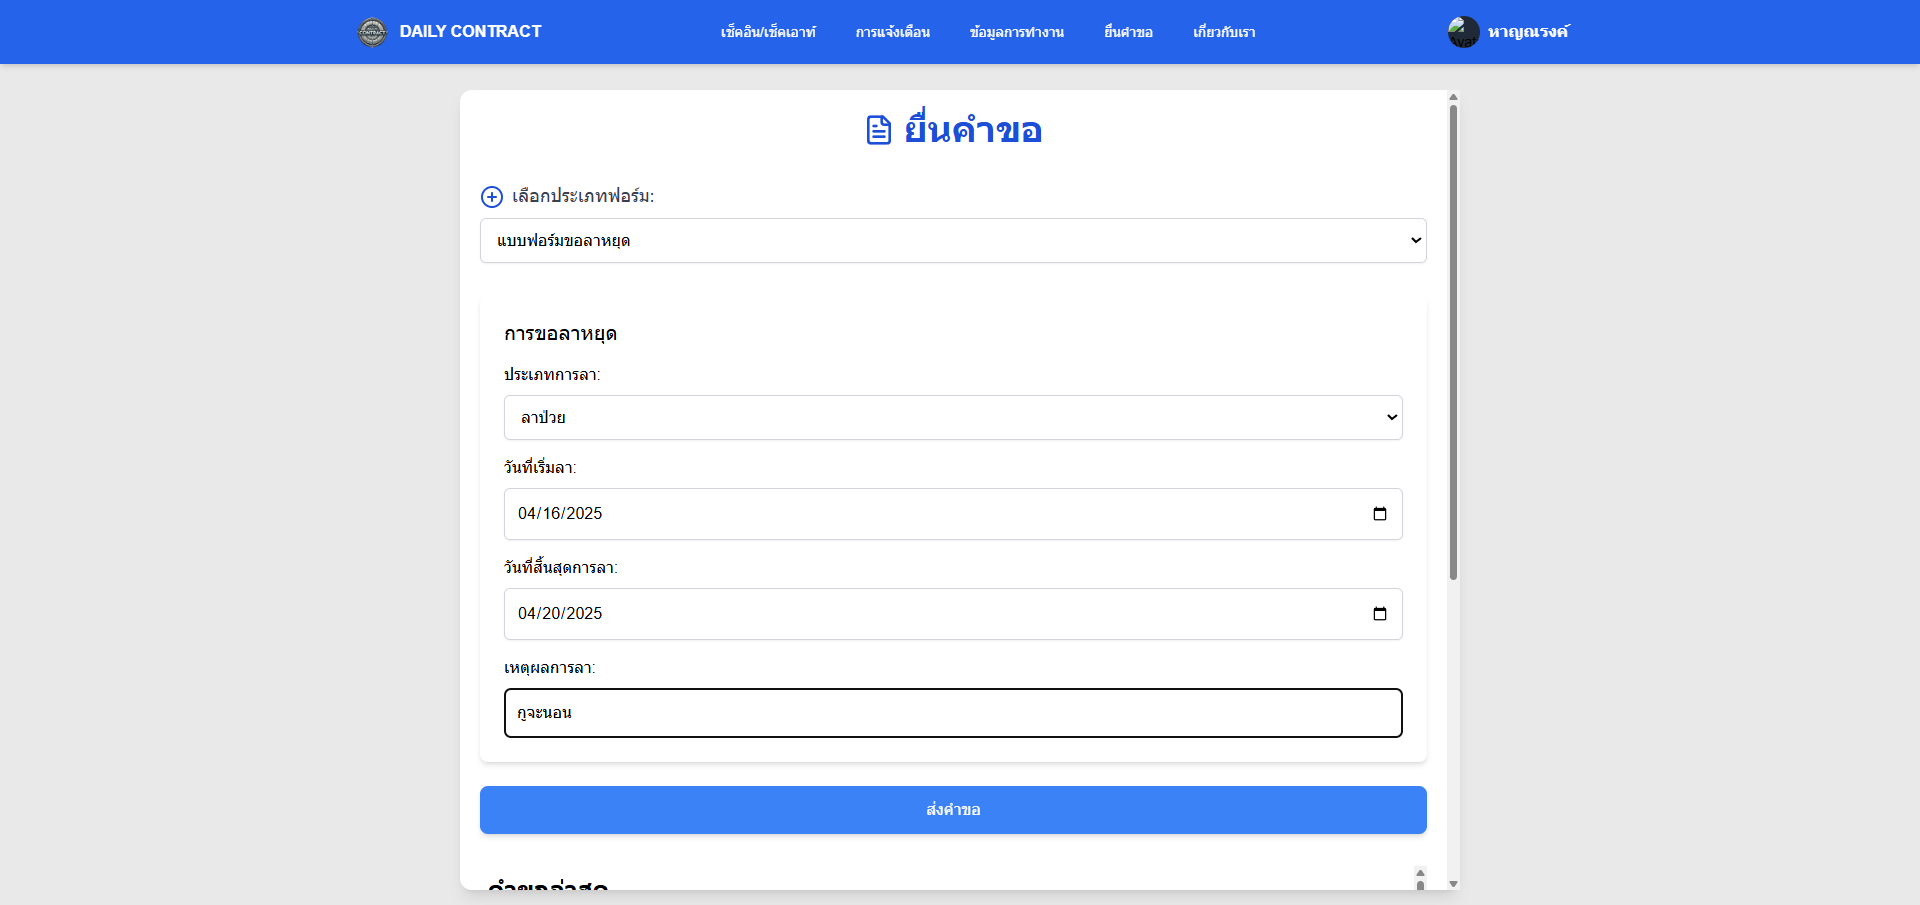 DAILY CONTRACT
เช็คอิน/เช็คเอาท์
การแจ้งเตือน
ข้อมูลการทำงาน
ยื่นคำขอ
เกี่ยวกับเรา
หาญณรงค์
ยื่นคำขอ
เลือกประเภทฟอร์ม:
แบบฟอร์มขอลาหยุด
การขอลาหยุด
ประเภทการลา:
ลาป่วย
วันที่เริ่มลา:
04/16/2025
วันที่สิ้นสุดการลา:
04/20/2025
เหตุผลการลา:
กูจะนอน
ส่งคำขอ
คำขอล่าสุด